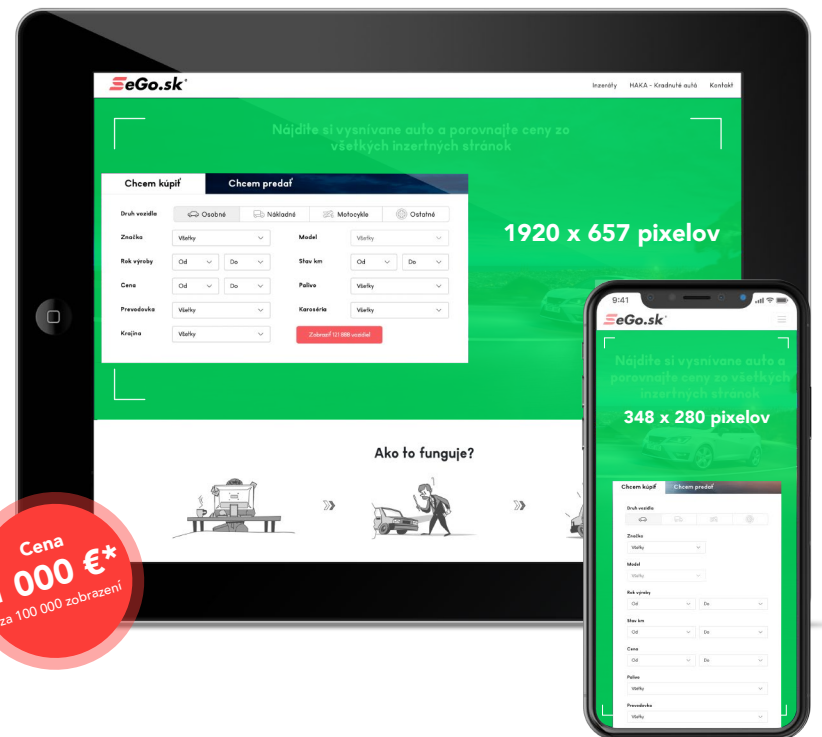 SeGo.sk
Inzeráty HAKA - Kradnuté autá Kontakt
Nájdite si vysnívane auto a porovnajte ceny zo
všetkých inzertných stránok
Chcem kúpiť Chcem predať
Druh vozidla Osobné Nákladné Motocykle Ostatné
Značka Všetky Model Všetky
Rok výroby Od Do Stav km Od Do
Cena Od Do Palivo Všetky
Prevodovka Všetky Karoséria Všetky
Krajina Všetky Zobraziť 121 888 vozidiel
1920 x 657 pixelov
Ako to funguje?
Cena
1 000 €*
za 100 000 zobrazení
9:41
SeGo.sk
Nájdite si vysnívane auto a
porovnajte ceny zo všetkých
inzertných stránok
348 x 280 pixelov
Chcem kúpiť Chcem predať
Druh vozidla
Značka
Všetky
Model
Všetky
Rok výroby
Od Do
Stav km
Od Do
Cena
Od Do
Palivo
Všetky
Prevodovka
Všetky